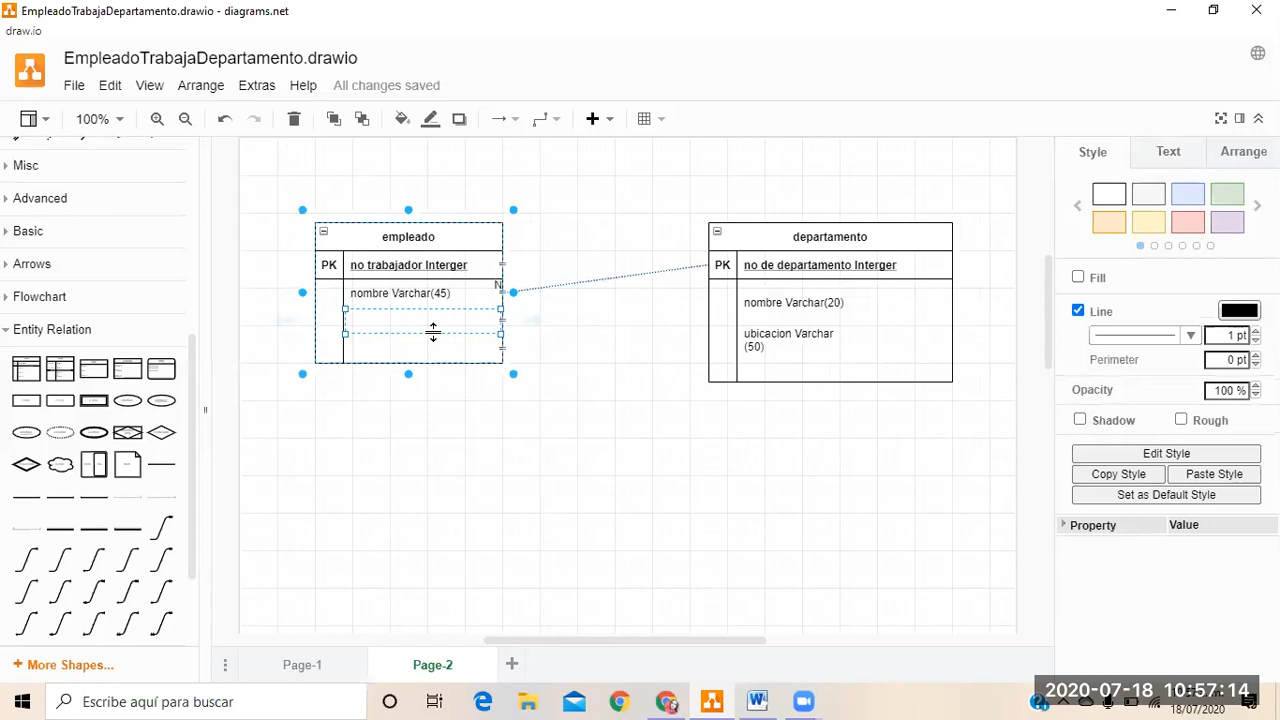 EmpleadoTrabajaDepartamento.drawio - diagrams.net
draw.io
EmpleadoTrabajaDepartamento.drawio
File Edit View Arrange Extras Help All changes saved
100%
Misc
Advanced
Basic
Arrows
Flowchart
Entity Relation
More Shapes...
empleado
PK no trabajador Interger
N
nombre Varchar(45)
departamento
PK no de departamento Interger
nombre Varchar(20)
ubicacion Varchar
(50)
Style Text Arrange
Fill
Line
1 pt
Perimeter 0 pt
Opacity 100 %
Shadow Rough
Edit Style
Copy Style Paste Style
Set as Default Style
Property Value
Page-1 Page-2
Escribe aquí para buscar
2020-07-18 10:57:14
18/07/2020